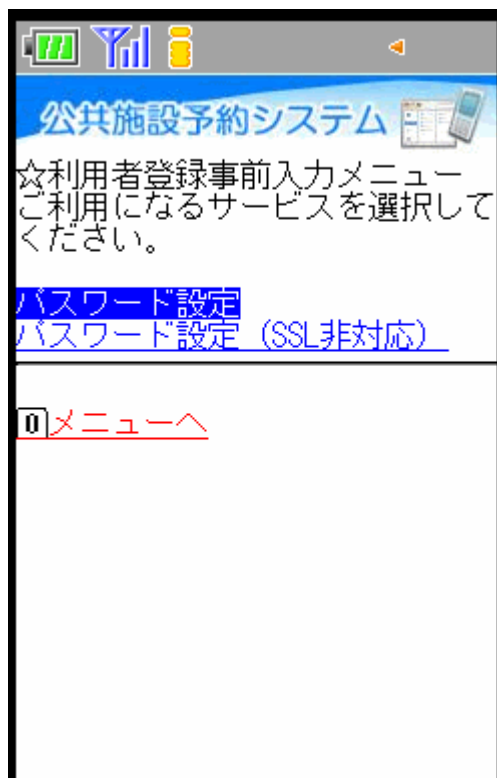 公共施設予約システム
☆利用者登録事前入力メニュー
ご利用になるサービスを選択して
ください。
パスワード設定
パスワード設定（SSL非対応）
0メニューへ